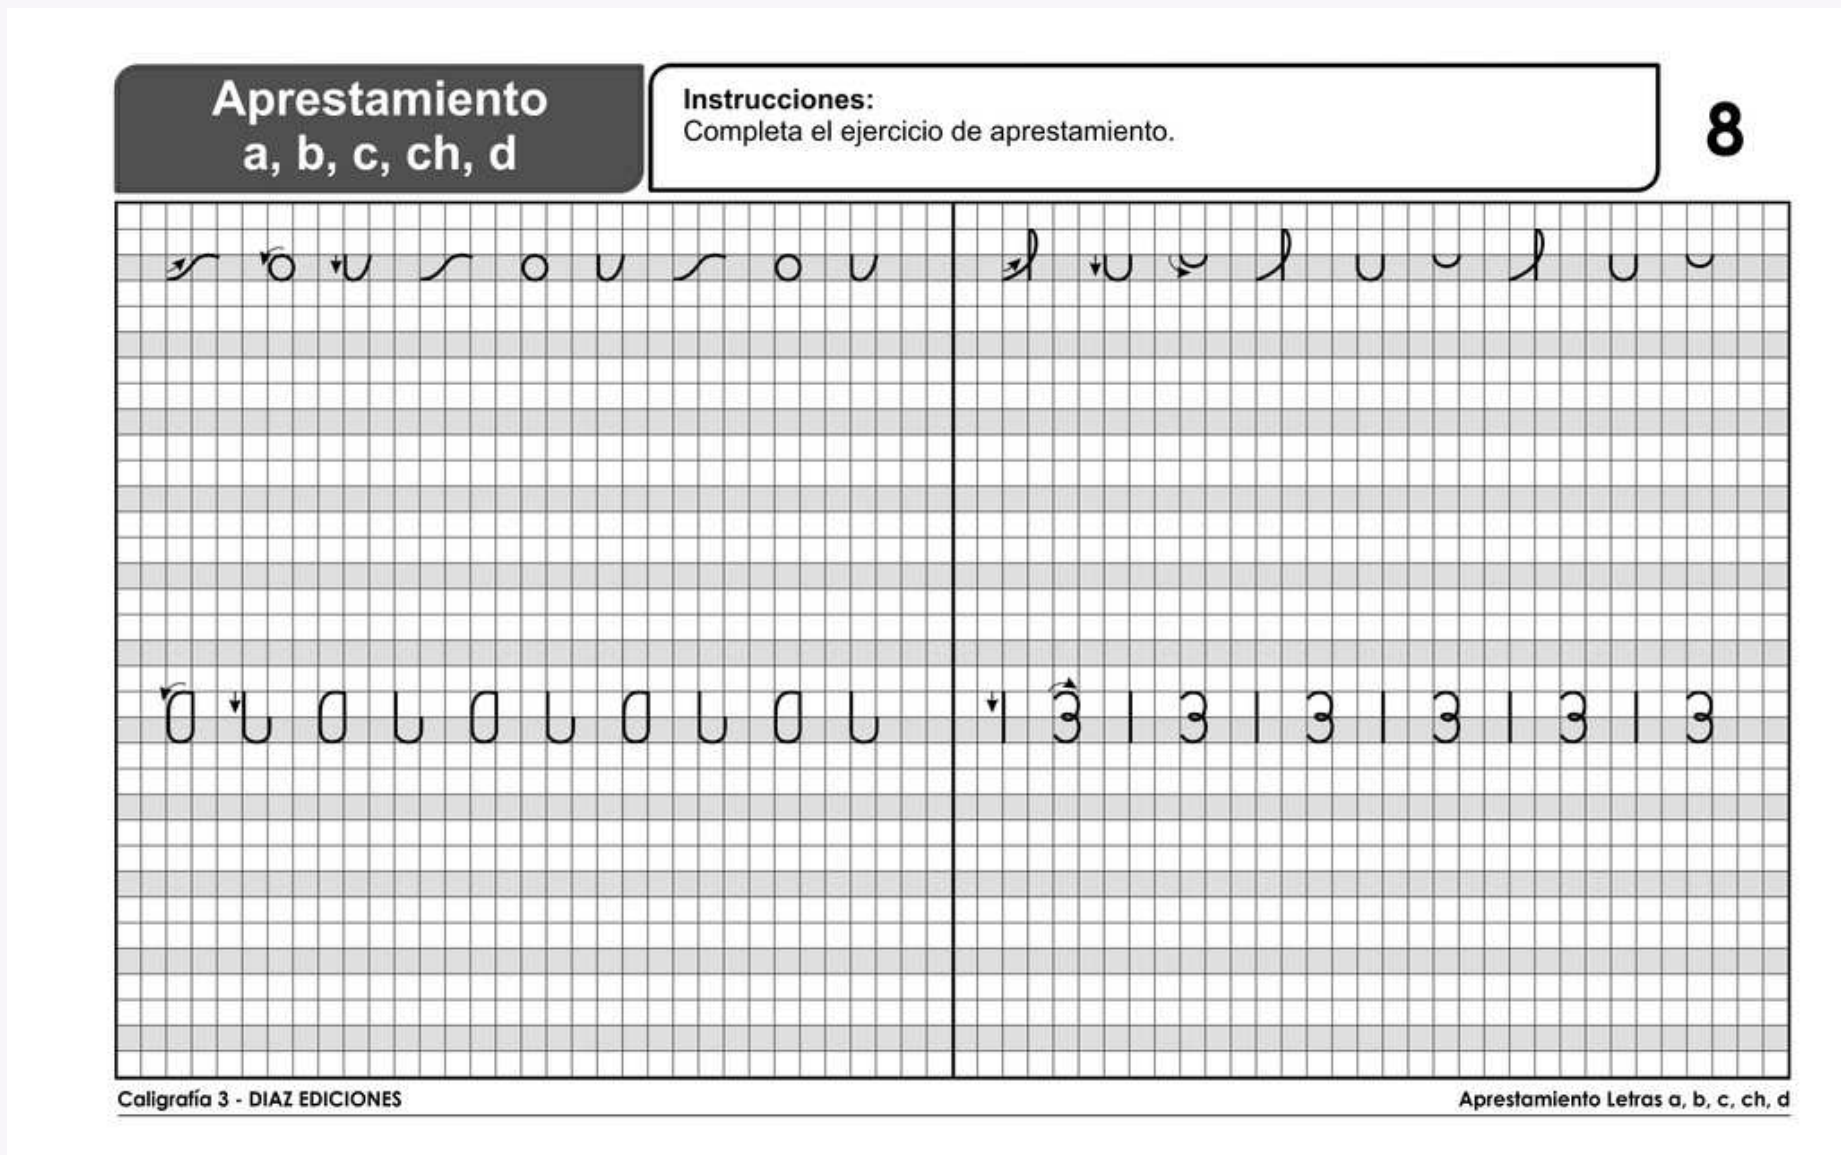 Aprestamiento
a, b, c, ch, d
Instrucciones:
Completa el ejercicio de aprestamiento.
8
Caligrafía 3 - DIAZ EDICIONES
Aprestamiento Letras a, b, c, ch, d